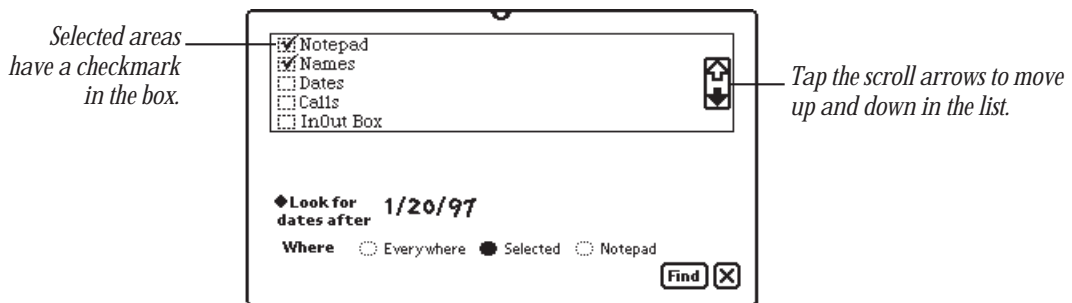 Selected areas
have a checkmark
in the box.
Notepad
Names
Dates
Calls
InOut Box
Tap the scroll arrows to move
up and down in the list.
◆Look for
dates after 1/20/97
Where Everywhere Selected Notepad
Find X